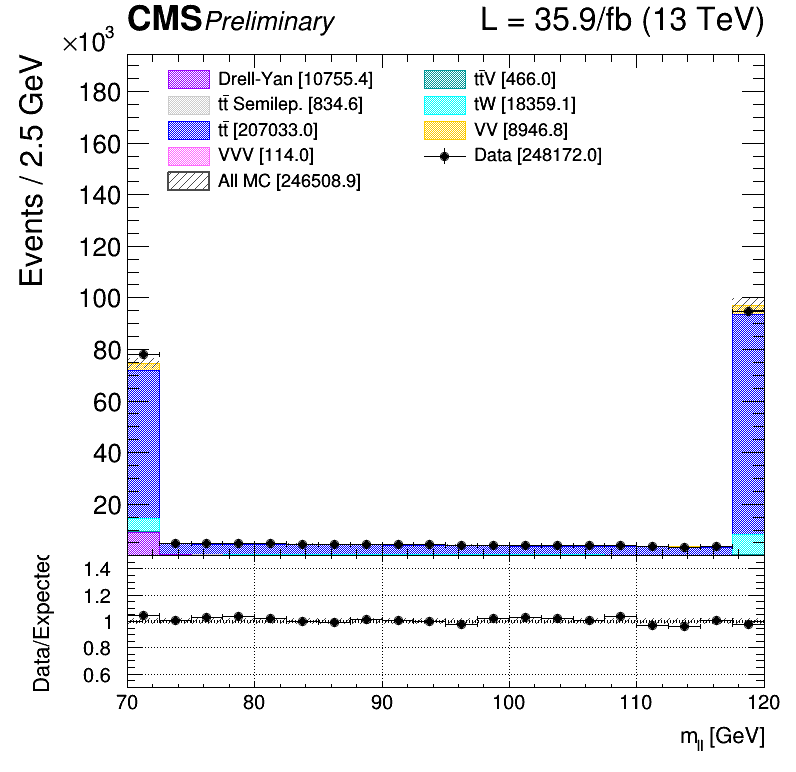 CMS Preliminary L = 35.9/fb (13 TeV)
×10³
Events / 2.5 GeV
Drell-Yan [10755.4]
tt̄ Semilep. [834.6]
tt̄ [207033.0]
VVV [114.0]
All MC [246508.9]
tt̄V [466.0]
tW [18359.1]
VV [8946.8]
Data [248172.0]
180
160
140
120
100
80
60
40
20
Data/Expected
1.4
1.2
1
0.8
0.6
70 80 90 100 110 120
m_ll [GeV]